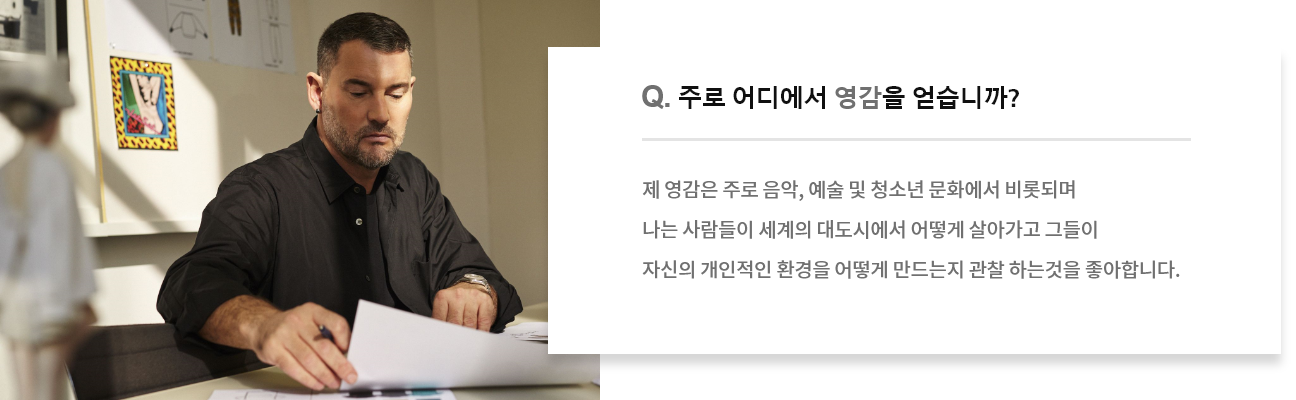 Q. 주로 어디에서 영감을 얻습니까?
제 영감은 주로 음악, 예술 및 청소년 문화에서 비롯되며
나는 사람들이 세계의 대도시에서 어떻게 살아가고 그들이
자신의 개인적인 환경을 어떻게 만드는지 관찰 하는것을 좋아합니다.